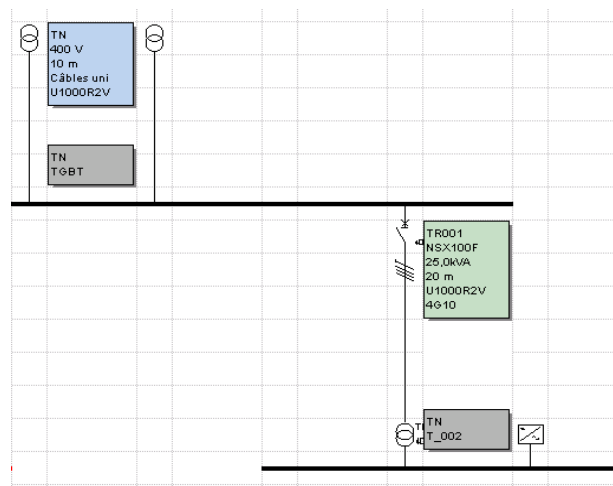 TN
400 V
10 m
Câbles uni
U1000R2V
TN
TGBT
TR001
NSX100F
25,0kVA
20 m
U1000R2V
4G10
TN
T_002